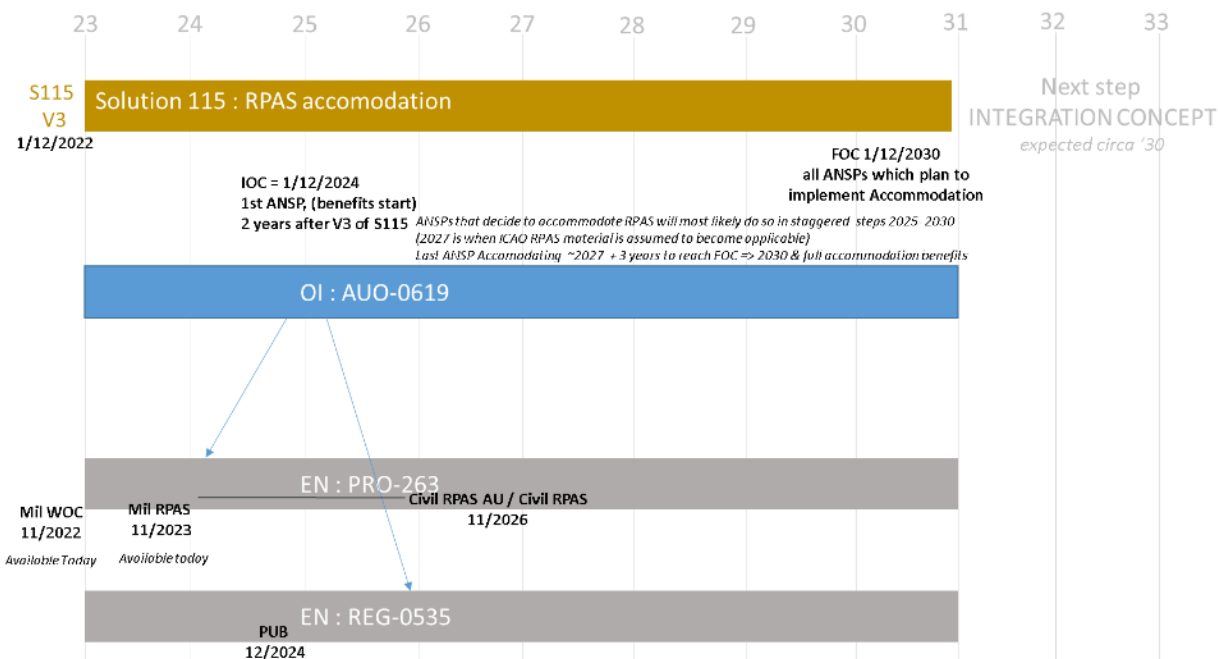 23 24 25 26 27 28 29 30 31 32 33
S115
V3
1/12/2022
Solution 115 : RPAS accomodation
Next step
INTEGRATION CONCEPT
expected circa ‘30
FOC 1/12/2030
all ANSPs which plan to
implement Accommodation
IOC = 1/12/2024
1st ANSP, (benefits start)
2 years after V3 of S115
ANSPs that decide to accommodate RPAS will most likely do so in staggered steps 2025-2030
(2027 is when ICAO RPAS material is assumed to become applicable)
Last ANSP Accomodating ~2027 + 3 years to reach FOC => 2030 & full accommodation benefits
OI : AUO-0619
EN : PRO-263
Mil WOC
11/2022
Available Today
Mil RPAS
11/2023
Available today
Civil RPAS AU / Civil RPAS
11/2026
EN : REG-0535
PUB
12/2024